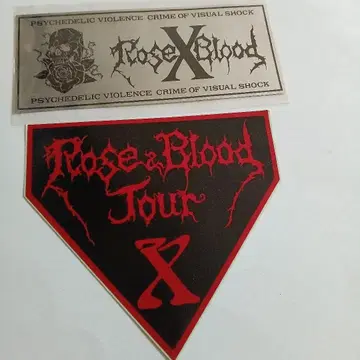 PSYCHEDELIC VIOLENCE CRIME OF VISUAL SHOCK
Rose X Blood
PSYCHEDELIC VIOLENCE CRIME OF VISUAL SHOCK
Rose & Blood
Tour
X